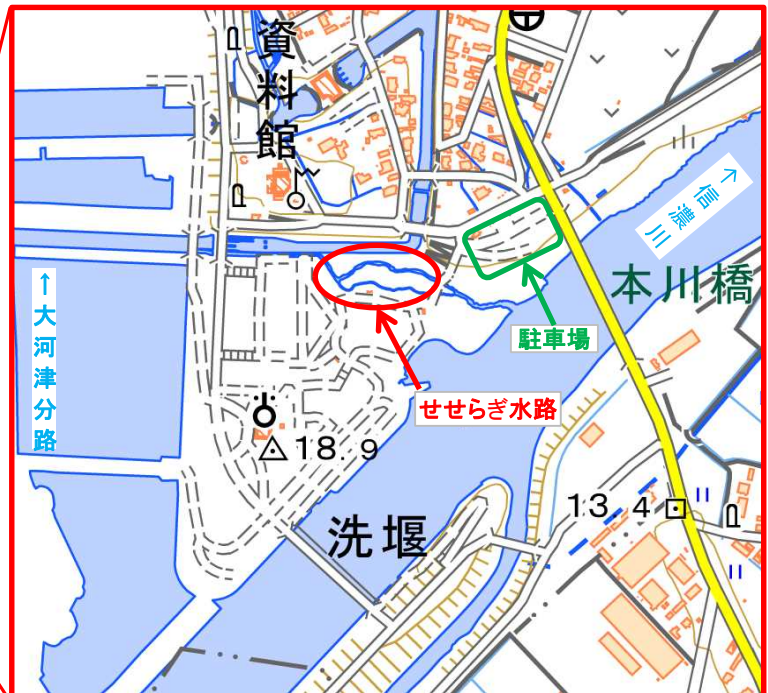 資料館
↑信濃川
本川橋
駐車場
↑大河津分路
せせらぎ水路
18.9
13.4
洗堰